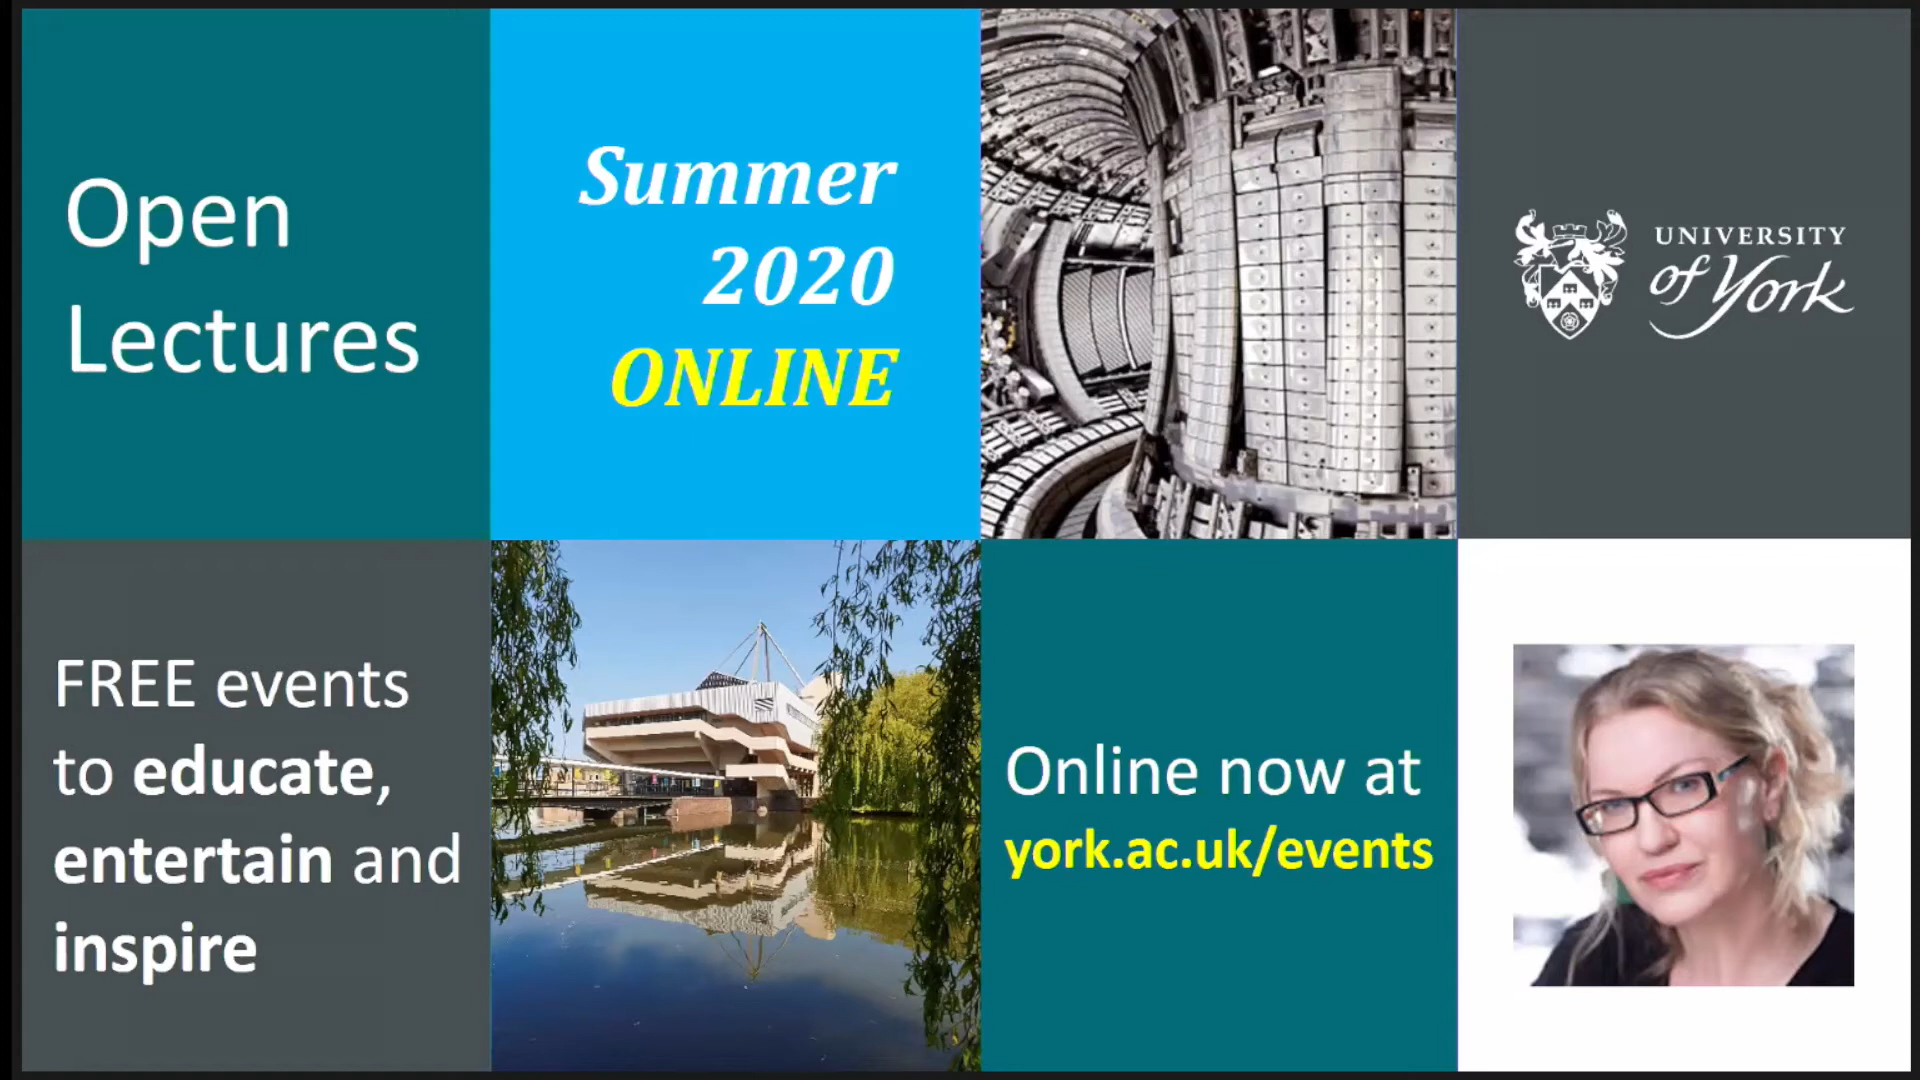 Open
Lectures
Summer
2020
ONLINE
UNIVERSITY
of York
FREE events
to educate,
entertain and
inspire
Online now at
york.ac.uk/events